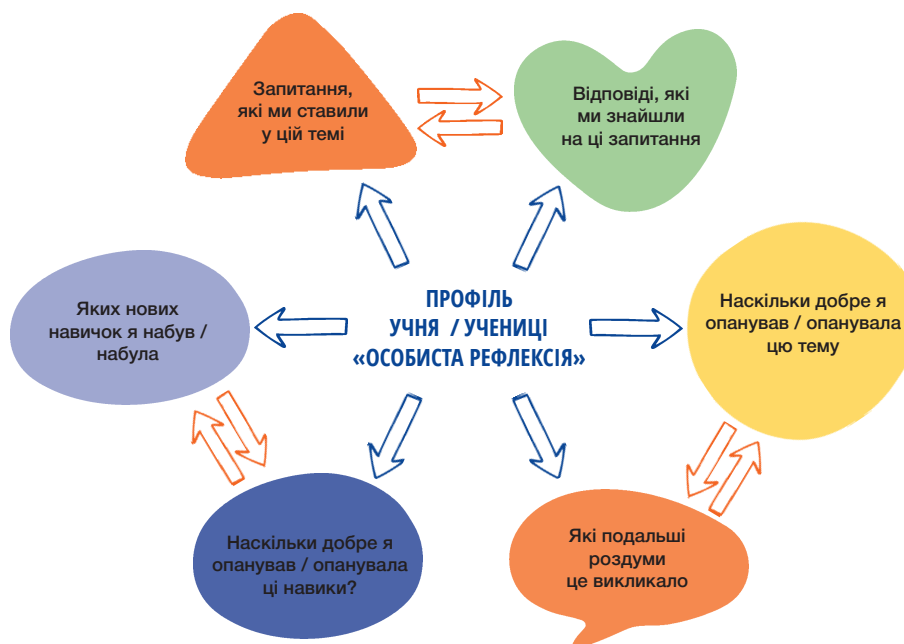 Запитання,
які ми ставили
у цій темі
Відповіді, які
ми знайшли
на ці запитання
Яких нових
навичок я набув /
набула
ПРОФІЛЬ
УЧНЯ / УЧЕНИЦІ
«ОСОБИСТА РЕФЛЕКСІЯ»
Наскільки добре я
опанував / опанувала
цю тему
Наскільки добре я
опанував / опанувала
ці навики?
Які подальші
роздуми
це викликало